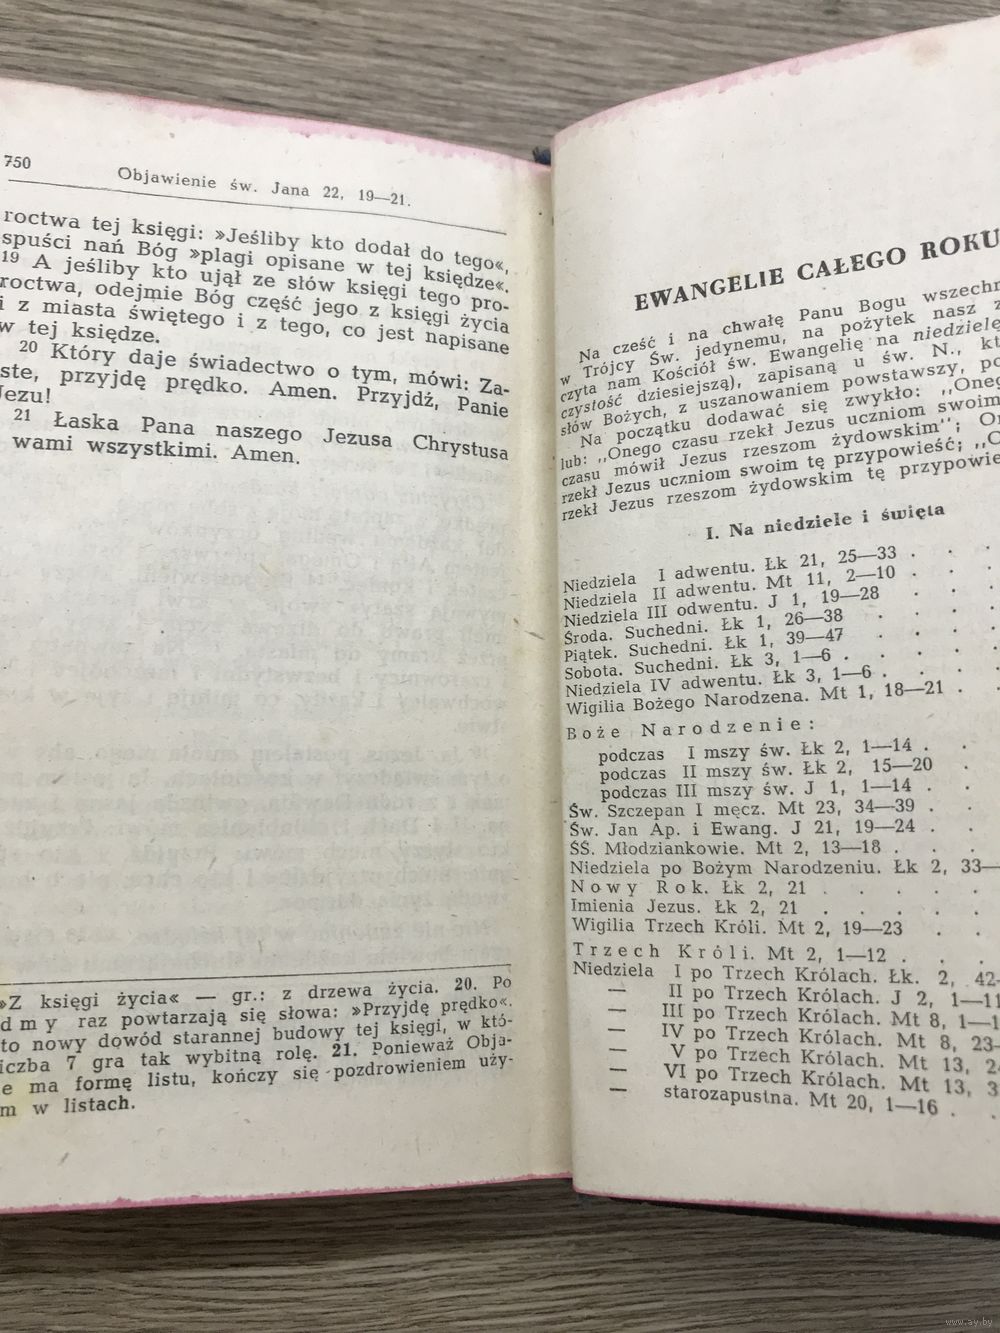 750
Objawienie św. Jana 22, 19—21.
roctwa tej księgi: »Jeśliby kto dodał do tego«,
spuści nań Bóg »plagi opisane w tej księdze«.
19 A jeśliby kto ujął ze słów księgi tego pro-
roctwa, odejmie Bóg część jego z księgi życia
i z miasta świętego i z tego, co jest napisane
w tej księdze.
20 Który daje świadectwo o tym, mówi: Za-
ste, przyjdę prędko. Amen. Przyjdź, Panie
Jezu!
21 Łaska Pana naszego Jezusa Chrystusa
wami wszystkimi. Amen.
»Z księgi życia« — gr.: z drzewa życia. 20. Po
dmy raz powtarzają się słowa: »Przyjdę prędko«.
to nowy dowód starannej budowy tej księgi, w któ-
iczba 7 gra tak wybitną rolę. 21. Ponieważ Obja-
e ma formę listu, kończy się pozdrowieniem uży-
m w listach.
EWANGELIE CAŁEGO ROKU
Na cześć i na chwałę Panu Bogu wszechm
w Trójcy Św. jedynemu, na pożytek nasz z
czyta nam Kościół św. Ewangelię na niedzielę
czystość dziesiejszą), zapisaną u św. N., kt
słów Bożych, z uszanowaniem powstawszy, po
Na początku dodawać się zwykło: ,,Onego
lub: ,,Onego czasu rzekł Jezus uczniom swoim
czasu mówił Jezus rzeszom żydowskim''; On
rzekł Jezus uczniom swoim tę przypowieść; ,,O
rzekł Jezus rzeszom żydowskim tę przypowie
I. Na niedziele i święta
Niedziela I adwentu. Łk 21, 25—33 . . .
Niedziela II adwentu. Mt 11, 2—10 . . .
Niedziela III odwentu. J 1, 19—28 . . .
Środa. Suchedni. Łk 1, 26—38 . . . .
Piątek. Suchedni. Łk 1, 39—47 . . . .
Sobota. Suchedni. Łk 3, 1—6 . . . .
Niedziela IV adwentu. Łk 3, 1—6 . . . .
Wigilia Bożego Narodzena. Mt 1, 18—21 . .
Boże Narodzenie:
podczas I mszy św. Łk 2, 1—14 . .
podczas II mszy św. Łk 2, 15—20 .
podczas III mszy św. J 1, 1—14 . .
Św. Szczepan I męcz. Mt 23, 34—39 . .
Św. Jan Ap. i Ewang. J 21, 19—24 . .
ŚŚ. Młodziankowie. Mt 2, 13—18 . . .
Niedziela po Bożym Narodzeniu. Łk 2, 33—
Nowy Rok. Łk 2, 21 . . . . .
Imienia Jezus. Łk 2, 21 . . . . .
Wigilia Trzech Króli. Mt 2, 19—23 . .
Trzech Króli. Mt 2, 1—12 . . .
Niedziela I po Trzech Królach. Łk. 2, 42-
— II po Trzech Królach. J 2, 1—11
— III po Trzech Królach. Mt 8, 1—1
— IV po Trzech Królach. Mt 8, 23-
— V po Trzech Królach. Mt 13, 24
— VI po Trzech Królach. Mt 13, 3
— starozapustna. Mt 20, 1—16 . .
www.ay.by